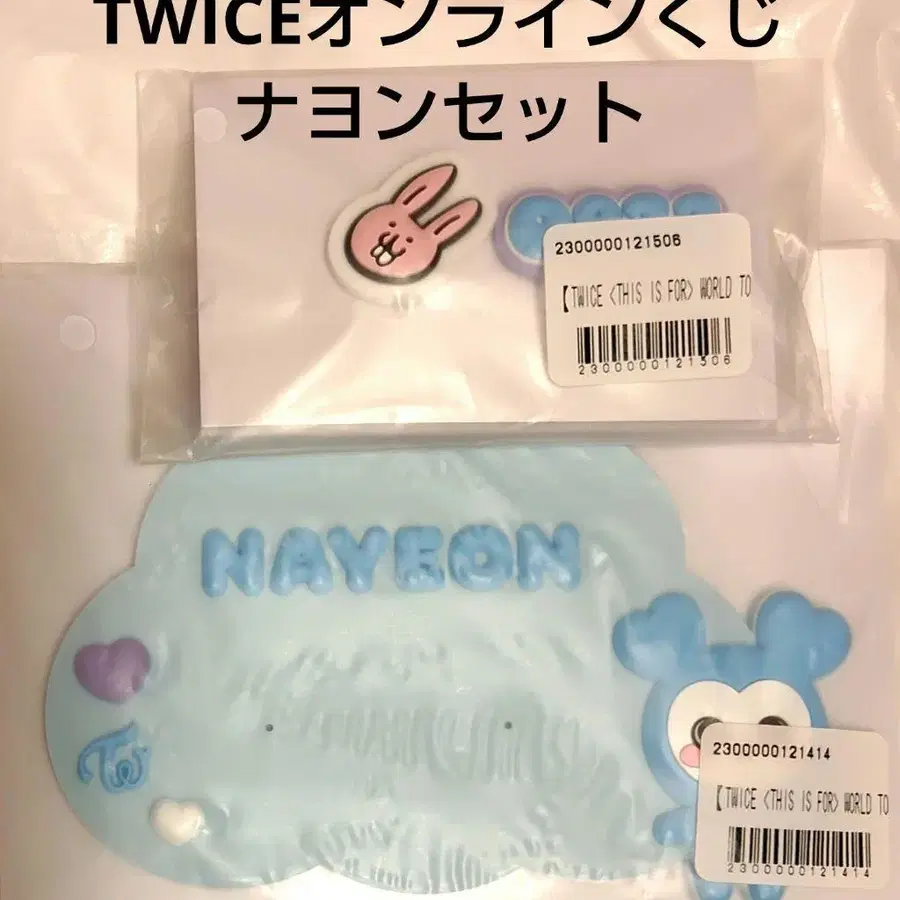 TWICEオンラインくじ
ナヨンセット
2300000121506
【TWICE <THIS IS FOR> WORLD TO
2300000121506
NAYEON
TW
2300000121414
【TWICE <THIS IS FOR> WORLD TO
2300000121414